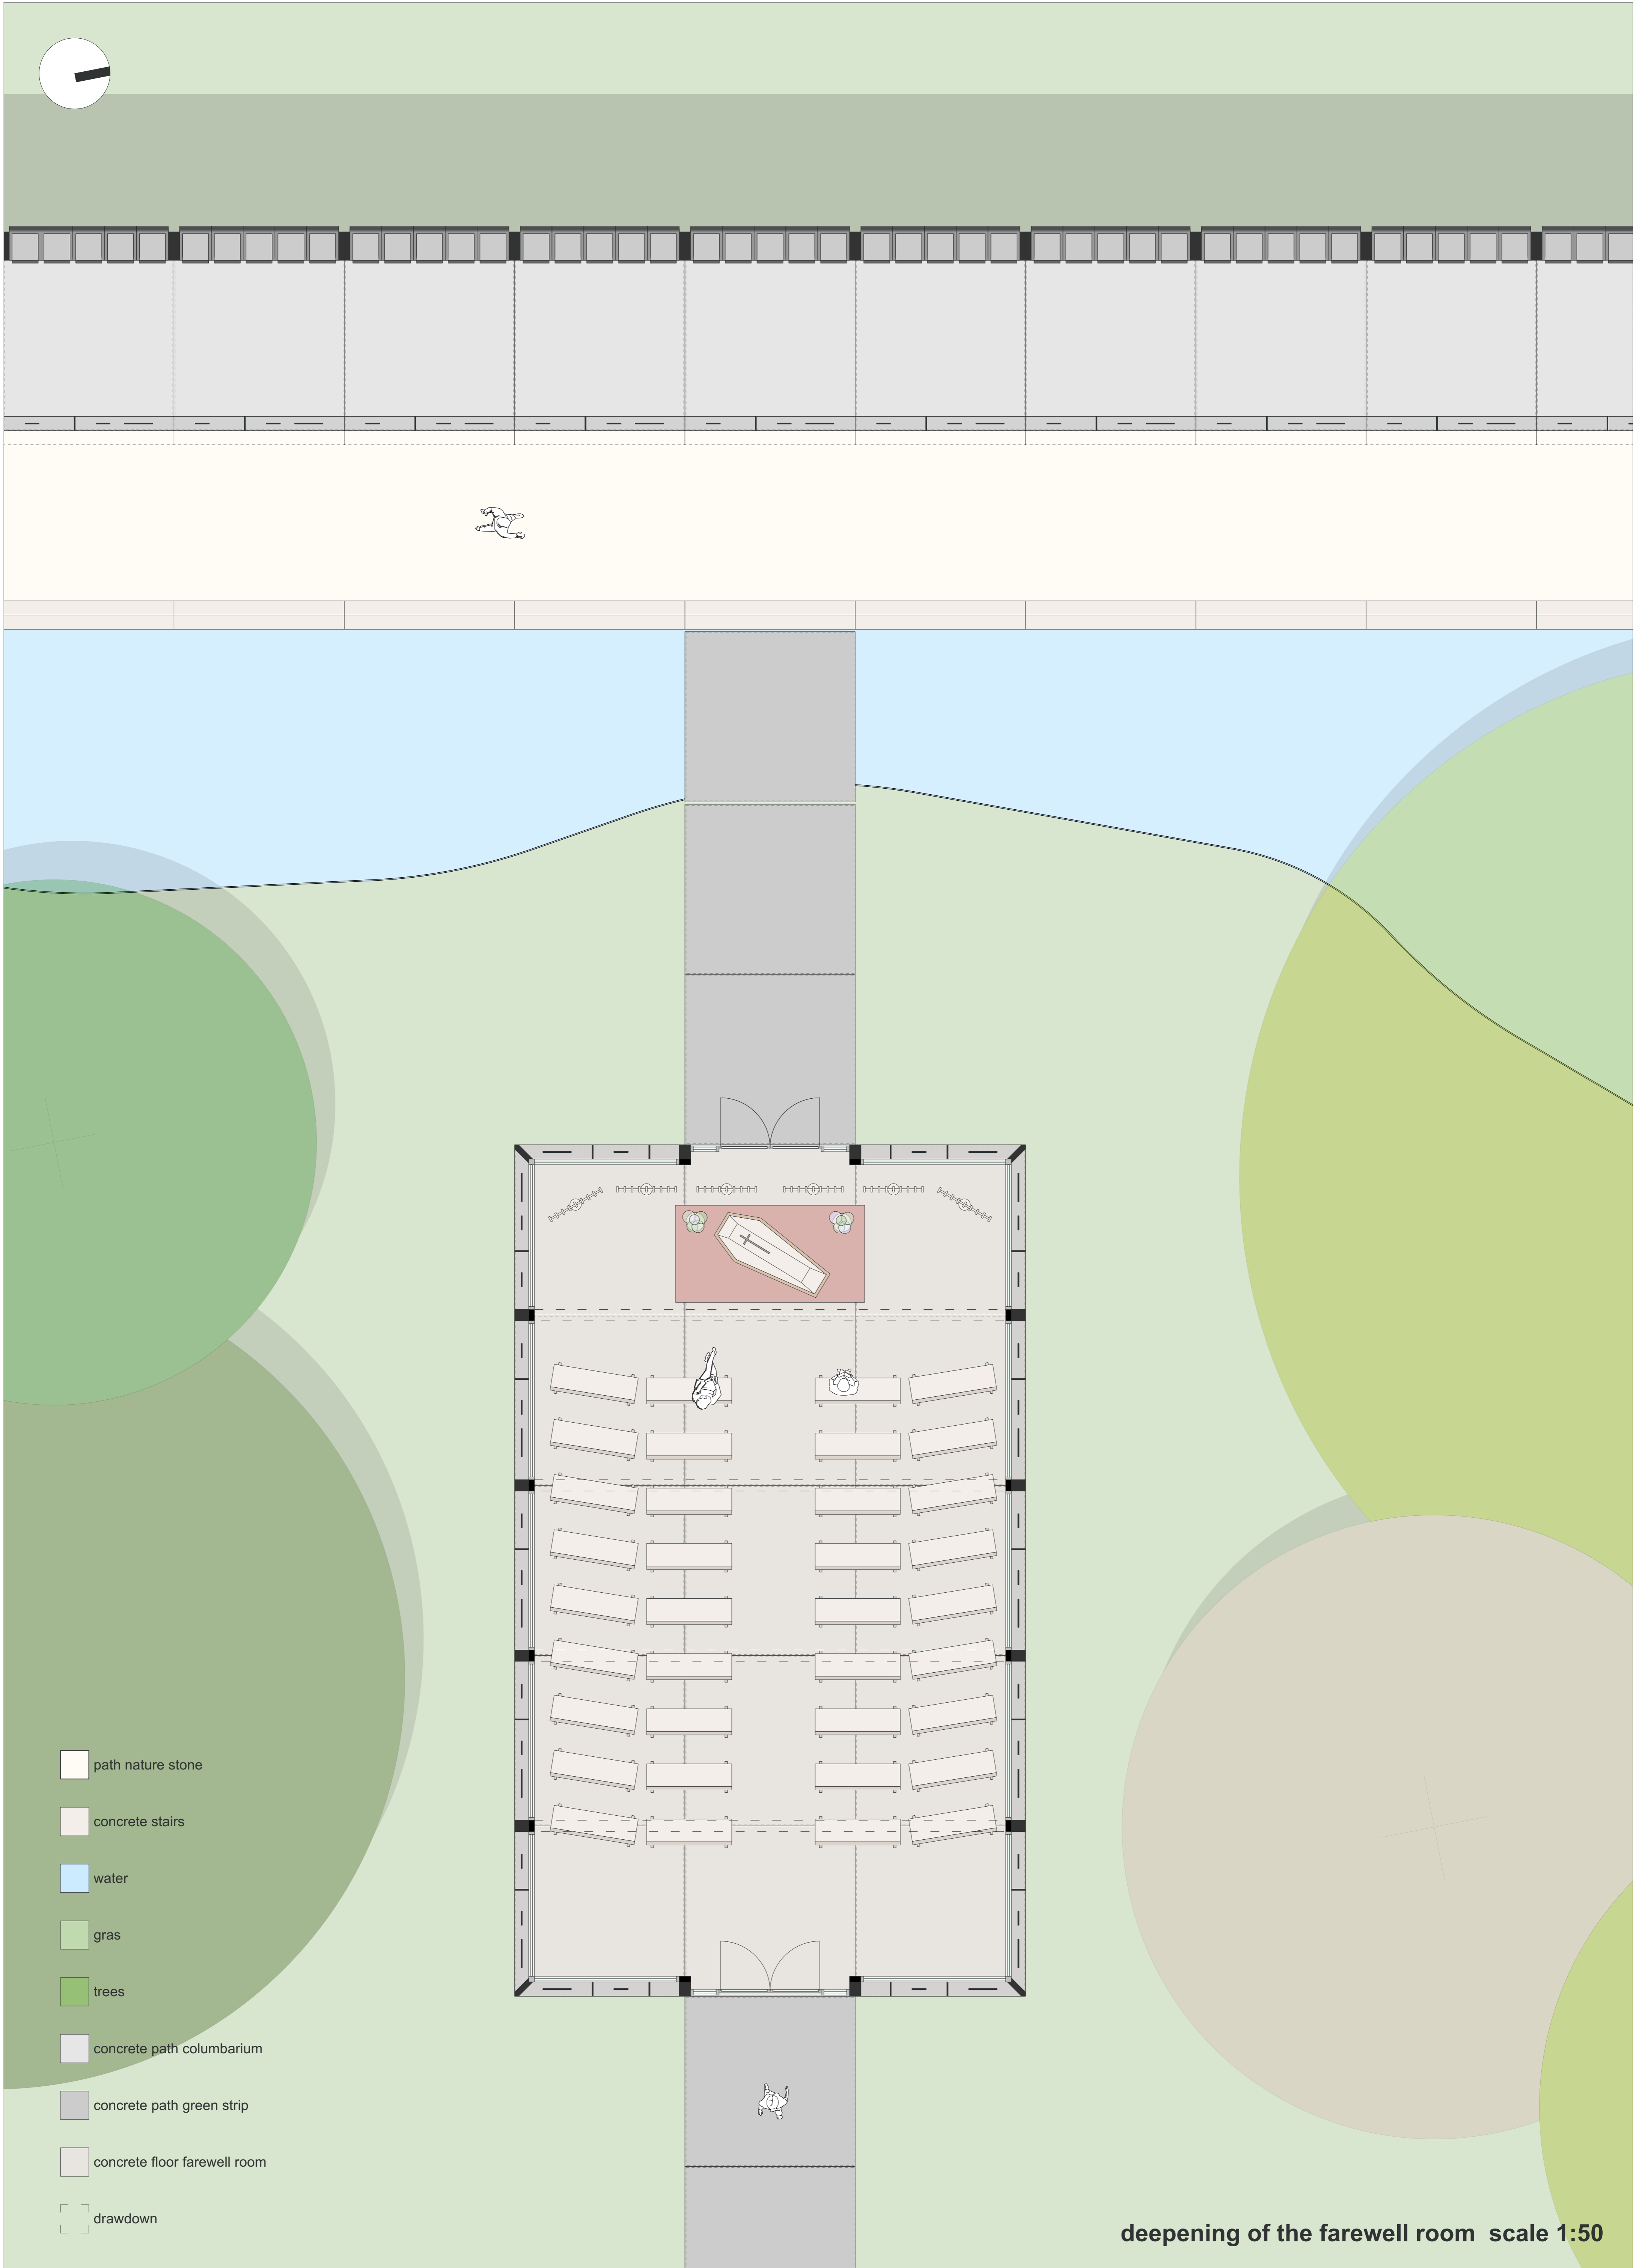 path nature stone
concrete stairs
water
gras
trees
concrete path columbarium
concrete path green strip
concrete floor farewell room
drawdown
deepening of the farewell room scale 1:50